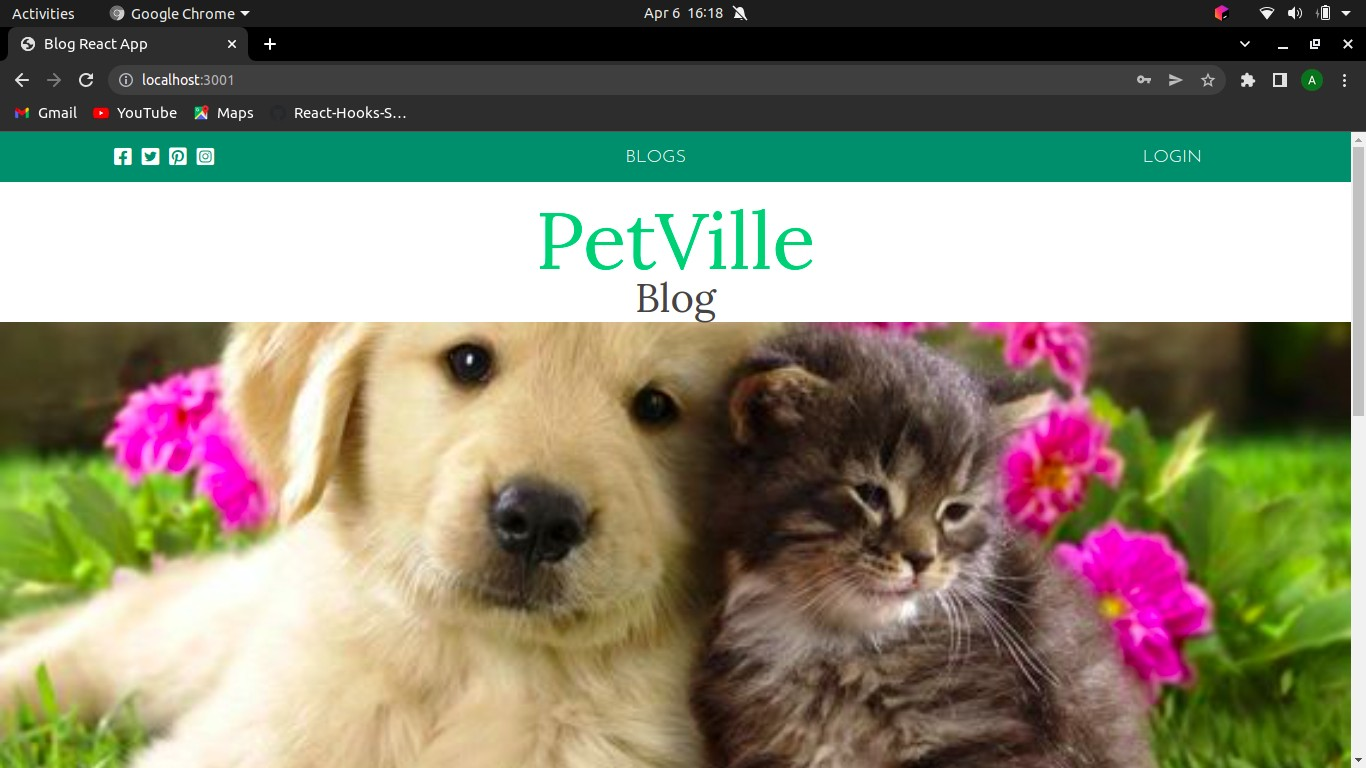 Activities Google Chrome Apr 6 16:18
Blog React App
localhost:3001 A
Gmail YouTube Maps React-Hooks-S...
BLOGS LOGIN
PetVille
Blog